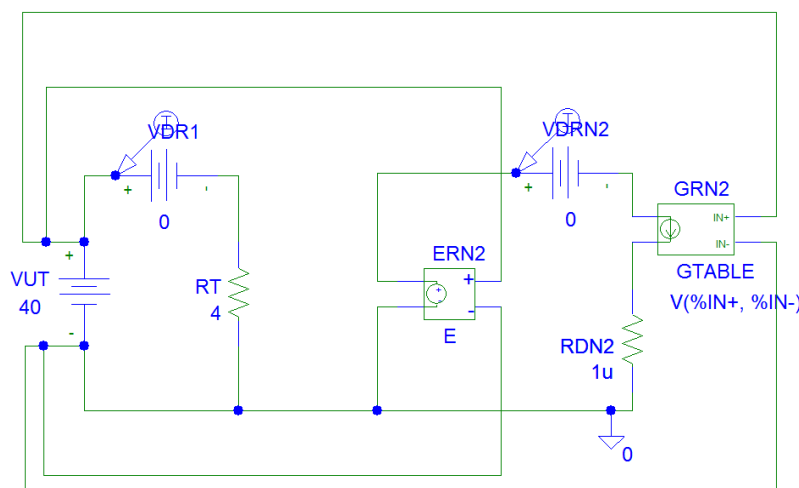 I
VDR1
+
-
0
I
VDRN2
+
-
0
GRN2
IN+
IN-
GTABLE
V(%IN+, %IN-)
+
VUT
40
-
RT
4
ERN2
+
-
+
-
E
RDN2
1u
0